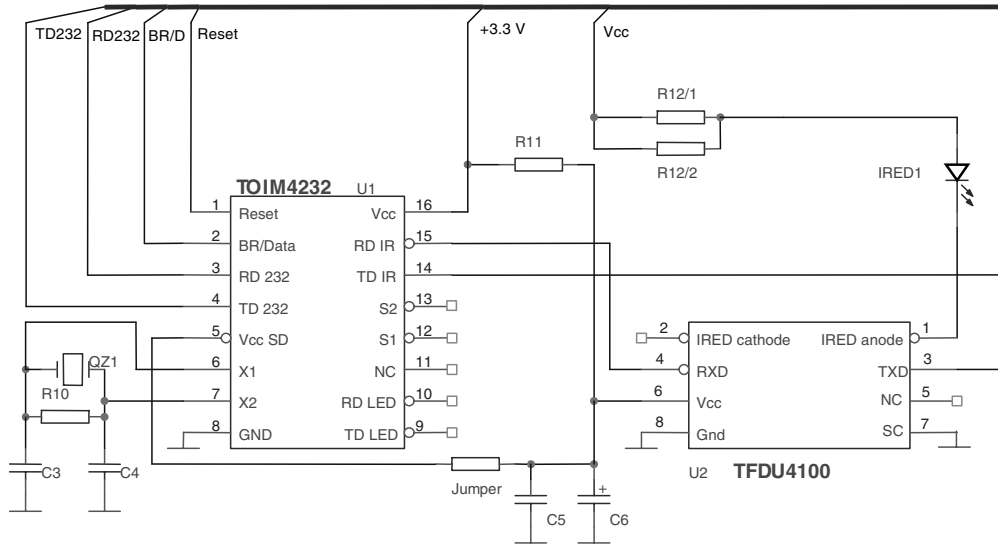 TD232 RD232 BR/D Reset +3.3 V Vcc
R12/1
R11
R12/2
IRED1
TOIM4232 U1
1 Reset Vcc 16
2 BR/Data RD IR 15
3 RD 232 TD IR 14
4 TD 232 S2 13
5 Vcc SD S1 12
6 X1 NC 11
7 X2 RD LED 10
8 GND TD LED 9
QZ1
R10
C3 C4
Jumper
C5 C6
2 IRED cathode IRED anode 1
4 RXD TXD 3
6 Vcc NC 5
8 Gnd SC 7
U2 TFDU4100
+